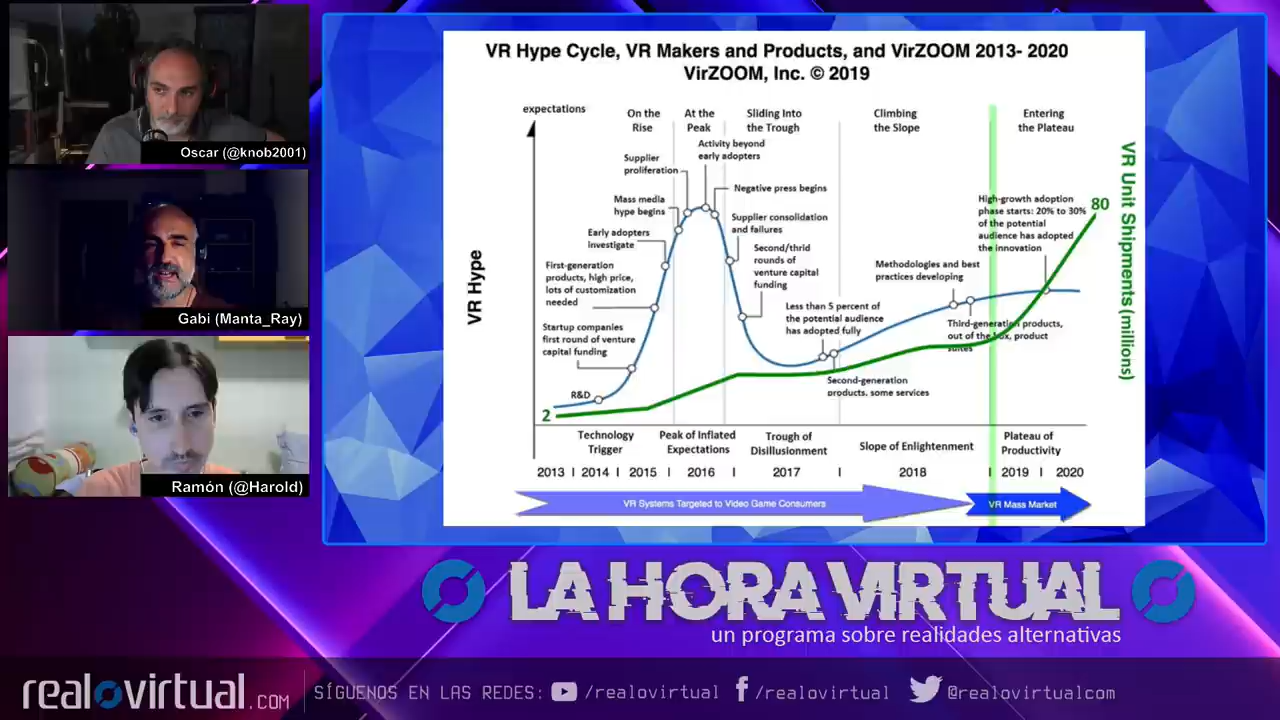 Oscar (@knob2001)
Gabi (Manta_Ray)
Ramón (@Harold)
VR Hype Cycle, VR Makers and Products, and VirZOOM 2013- 2020
VirZOOM, Inc. © 2019
expectations
On the
Rise
At the
Peak
Sliding Into
the Trough
Climbing
the Slope
Entering
the Plateau
VR Hype
VR Unit Shipments (millions)
Activity beyond
early adopters
Supplier
proliferation
Negative press begins
Mass media
hype begins
Supplier consolidation
and failures
Early adopters
investigate
Second/thrid
rounds of
venture capital
funding
First-generation
products, high price,
lots of customization
needed
Less than 5 percent of
the potential audience
has adopted fully
Startup companies
first round of venture
capital funding
R&D
Methodologies and best
practices developing
High-growth adoption
phase starts: 20% to 30%
of the potential
audience has adopted
the innovation
Third-generation products,
out of the box, product
suites
Second-generation
products, some services
2
80
Technology
Trigger
Peak of Inflated
Expectations
Trough of
Disillusionment
Slope of Enlightenment
Plateau of
Productivity
2013 2014 2015 2016 2017 2018 2019 2020
VR Systems Targeted to Video Game Consumers
VR Mass Market
LA HORA VIRTUAL
un programa sobre realidades alternativas
realovirtual.com
SÍGUENOS EN LAS REDES: /realovirtual /realovirtual @realovirtualcom